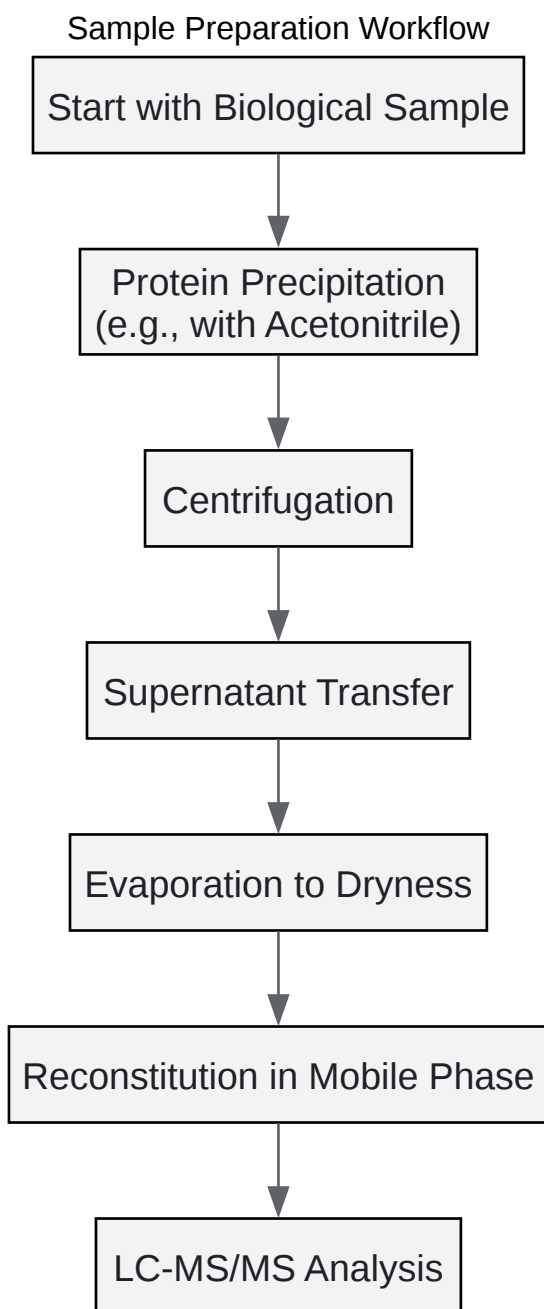 Sample Preparation Workflow
Start with Biological Sample
Protein Precipitation
(e.g., with Acetonitrile)
Centrifugation
Supernatant Transfer
Evaporation to Dryness
Reconstitution in Mobile Phase
LC-MS/MS Analysis